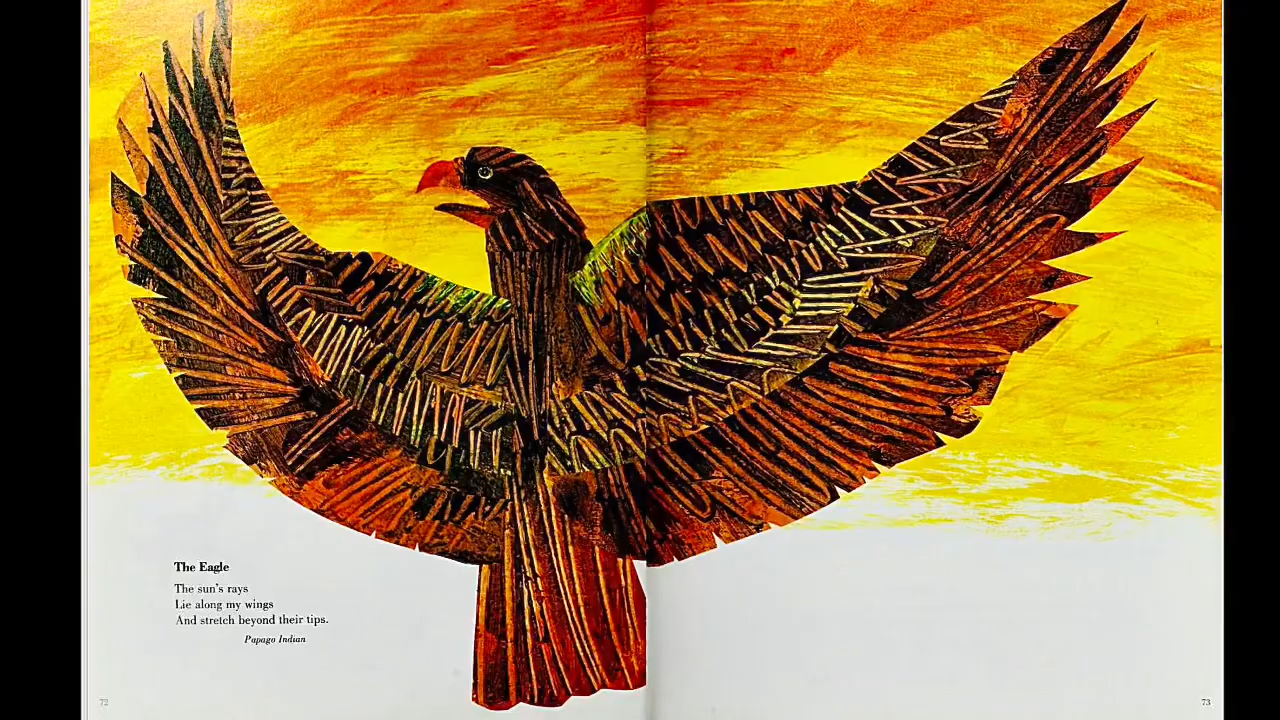 The Eagle
The sun's rays
Lie along my wings
And stretch beyond their tips.
Papago Indian
72
73